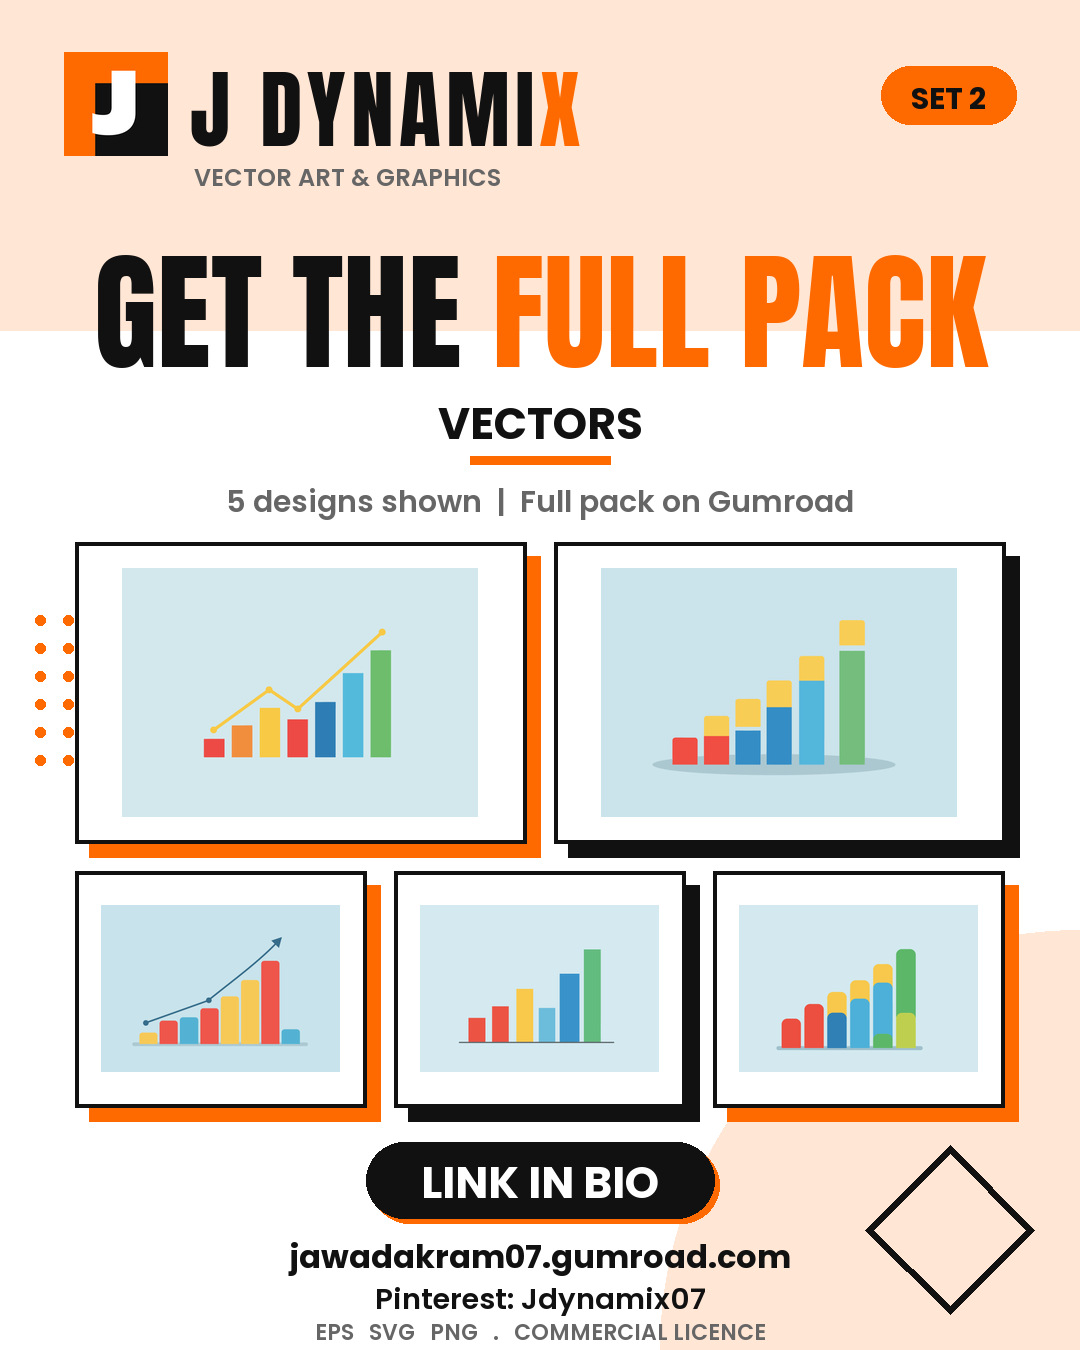 J
J DYNAMIX
SET 2
VECTOR ART & GRAPHICS
GET THE FULL PACK
VECTORS
5 designs shown | Full pack on Gumroad
LINK IN BIO
jawadakram07.gumroad.com
Pinterest: Jdynamix07
EPS SVG PNG . COMMERCIAL LICENCE